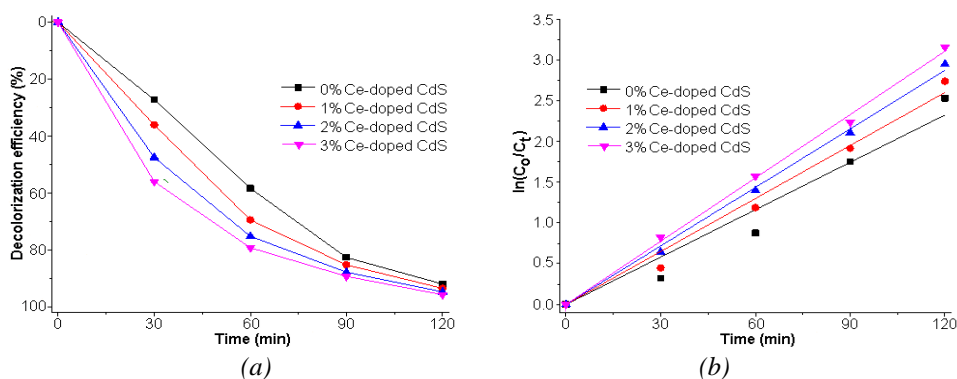 0
20
40
60
80
100
Decolorization efficiency (%)
0% Ce-doped CdS
1% Ce-doped CdS
2% Ce-doped CdS
3% Ce-doped CdS
0
30
60
90
120
Time (min)
(a)
3.5
3.0
2.5
2.0
1.5
1.0
0.5
0.0
ln(Co/Ct)
0% Ce-doped CdS
1% Ce-doped CdS
2% Ce-doped CdS
3% Ce-doped CdS
0
30
60
90
120
Time (min)
(b)